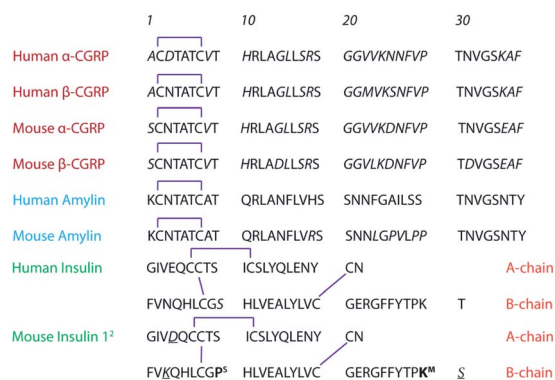 1 10 20 30
Human α-CGRP ACDTATCVT HRLAGLLSRS GGVVKNNFVP TNVGSKAF
Human β-CGRP ACNTATCVT HRLAGLLSRS GGMVKSNFVP TNVGSKAF
Mouse α-CGRP SCNTATCVT HRLAGLLSRS GGVVKDNFVP TNVGSEAF
Mouse β-CGRP SCNTATCVT HRLADLLSRS GGVLKDNFVP TDVGSEAF
Human Amylin KCNTATCAT QRLANFLVHS SNNFGAILSS TNVGSNTY
Mouse Amylin KCNTATCAT QRLANFLVRS SNNLGPVLPP TNVGSNTY
Human Insulin GIVEQCCTS ICSLYQLENY CN A-chain
FVNQHLCGS HLVEALYLVC GERGFFYTPK T B-chain
Mouse Insulin 1² GIVDQCCTS ICSLYQLENY CN A-chain
FVKQHLCGPˢ HLVEALYLVC GERGFFYTPKᴹ S B-chain